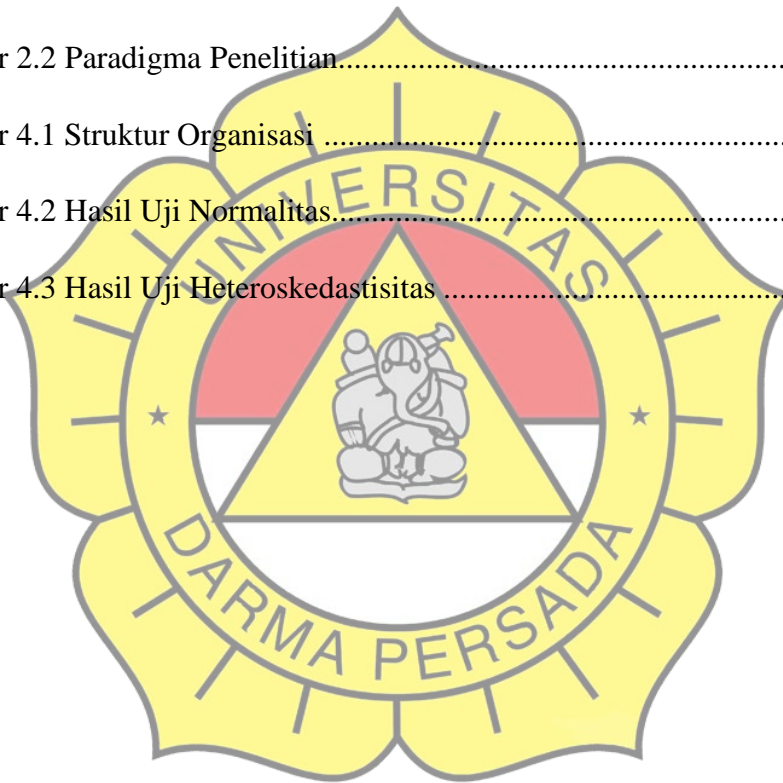 r 2.2 Paradigma Penelitian................................................................
r 4.1 Struktur Organisasi ................................................................
UNIVERSITAS
r 4.2 Hasil Uji Normalitas................................................................
r 4.3 Hasil Uji Heteroskedastisitas ................................................
DARMA PERSADA